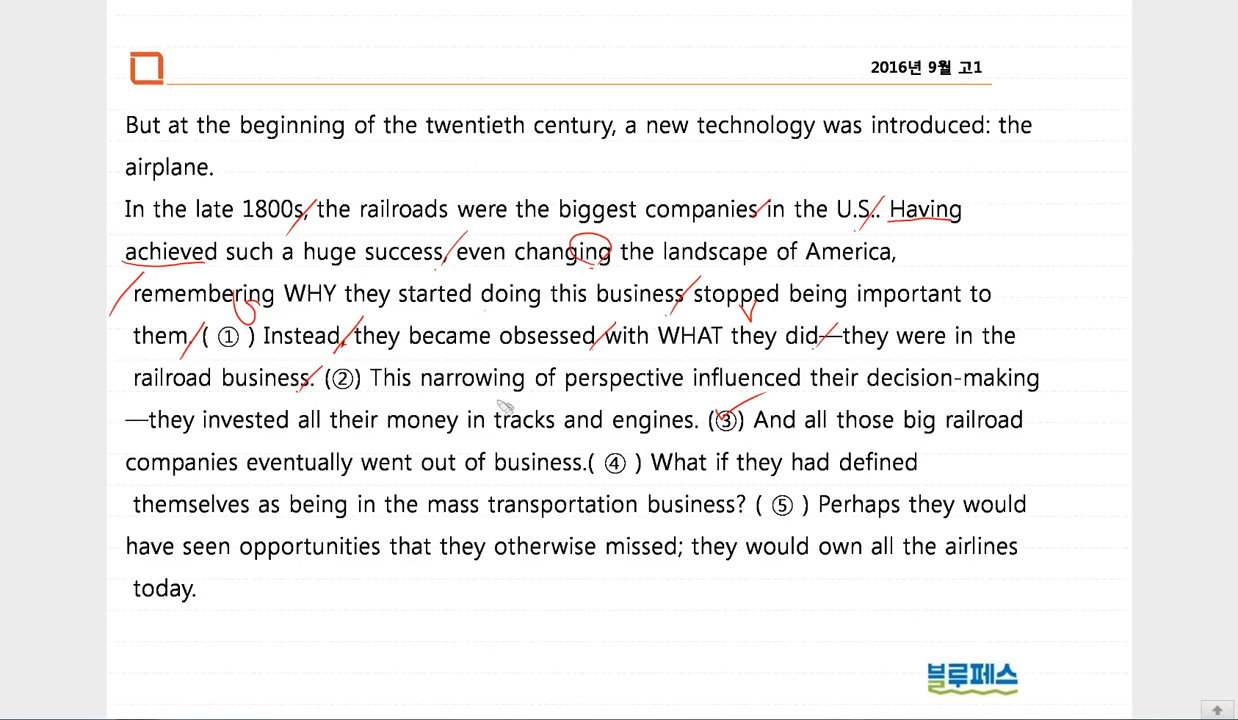 2016년 9월 고1
But at the beginning of the twentieth century, a new technology was introduced: the
airplane.
In the late 1800s, the railroads were the biggest companies in the U.S.. Having
achieved such a huge success, even changing the landscape of America,
remembering WHY they started doing this business stopped being important to
them. ( ① ) Instead, they became obsessed with WHAT they did—they were in the
railroad business. (②) This narrowing of perspective influenced their decision-making
—they invested all their money in tracks and engines. (③) And all those big railroad
companies eventually went out of business.( ④ ) What if they had defined
themselves as being in the mass transportation business? ( ⑤ ) Perhaps they would
have seen opportunities that they otherwise missed; they would own all the airlines
today.
블루페스